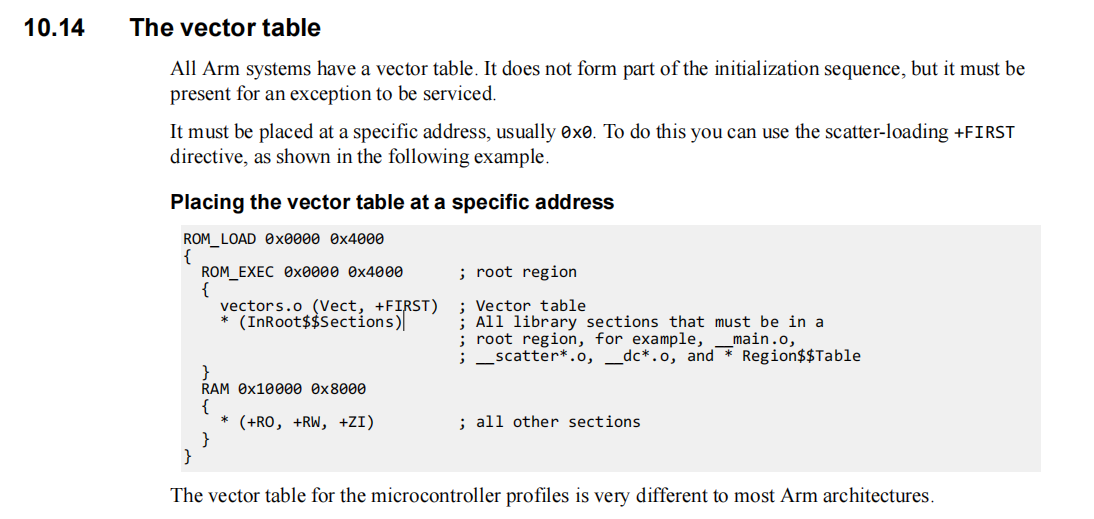 10.14 The vector table
All Arm systems have a vector table. It does not form part of the initialization sequence, but it must be
present for an exception to be serviced.
It must be placed at a specific address, usually 0x0. To do this you can use the scatter-loading +FIRST
directive, as shown in the following example.
Placing the vector table at a specific address
ROM_LOAD 0x0000 0x4000
{
  ROM_EXEC 0x0000 0x4000      ; root region
  {
    vectors.o (Vect, +FIRST)  ; Vector table
    * (InRoot$$Sections)      ; All library sections that must be in a
                              ; root region, for example, __main.o,
                              ; __scatter*.o, __dc*.o, and * Region$$Table
  }
  RAM 0x10000 0x8000
  {
    * (+RO, +RW, +ZI)         ; all other sections
  }
}
The vector table for the microcontroller profiles is very different to most Arm architectures.